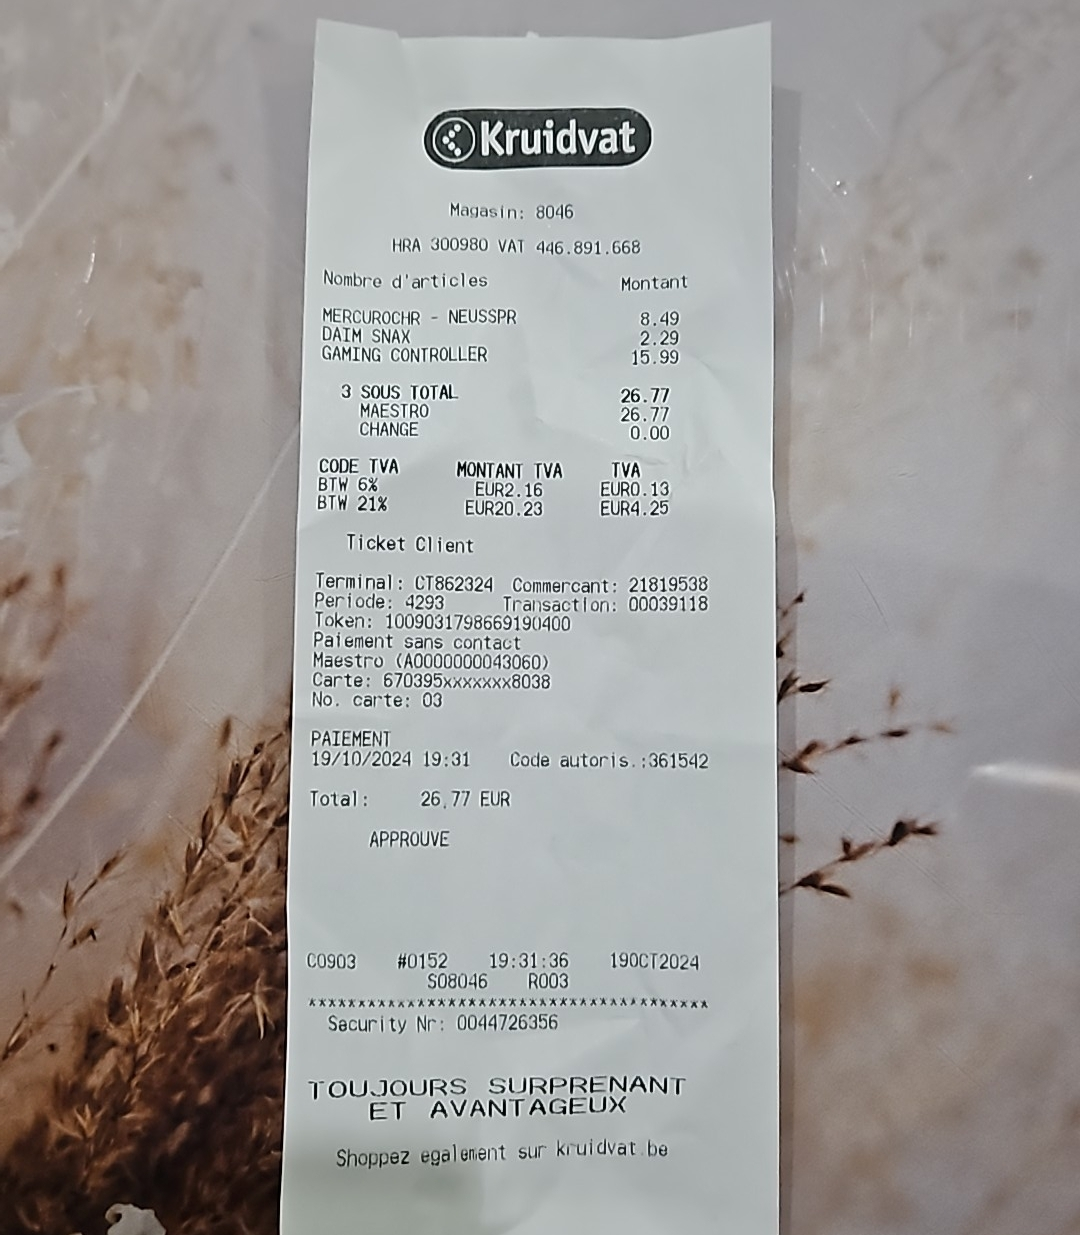 Kruidvat
Magasin: 8046
HRA 300980 VAT 446.891.668
Nombre d'articles Montant
MERCUROCHR - NEUSSPR 8.49
DAIM SNAX 2.29
GAMING CONTROLLER 15.99
3 SOUS TOTAL 26.77
MAESTRO 26.77
CHANGE 0.00
CODE TVA MONTANT TVA TVA
BTW 6% EUR2.16 EUR0.13
BTW 21% EUR20.23 EUR4.25
Ticket Client
Terminal: CT862324 Commercant: 21819538
Periode: 4293 Transaction: 00039118
Token: 1009031798669190400
Paiement sans contact
Maestro (A0000000043060)
Carte: 670395xxxxxxx8038
No. carte: 03
PAIEMENT
19/10/2024 19:31 Code autoris.:361542
Total: 26,77 EUR
APPROUVE
C0903 #0152 19:31:36 19OCT2024
S08046 R003
****************************************
Security Nr: 0044726356
TOUJOURS SURPRENANT
ET AVANTAGEUX
Shoppez egalement sur kruidvat.be